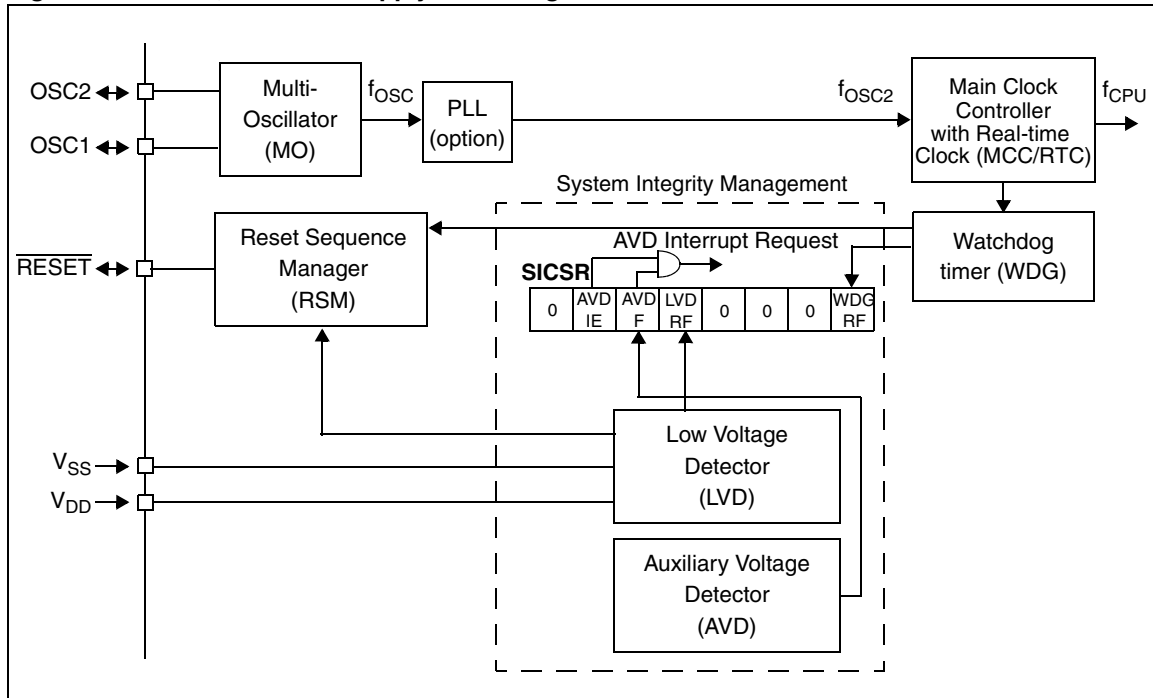 OSC2
OSC1
Multi-
Oscillator
(MO)
fOSC
PLL
(option)
fOSC2
Main Clock
Controller
with Real-time
Clock (MCC/RTC)
fCPU
System Integrity Management
RESET
Reset Sequence
Manager
(RSM)
AVD Interrupt Request
Watchdog
timer (WDG)
SICSR
0
AVD
IE
AVD
F
LVD
RF
0
0
0
WDG
RF
VSS
VDD
Low Voltage
Detector
(LVD)
Auxiliary Voltage
Detector
(AVD)